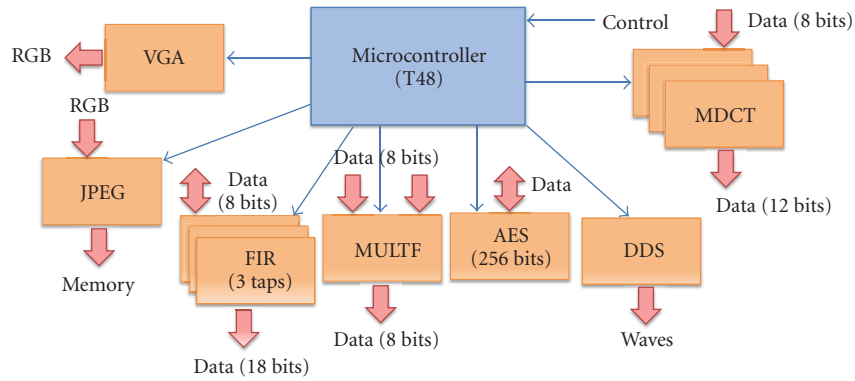 Control
Data (8 bits)
RGB
VGA
Microcontroller
(T48)
MDCT
RGB
JPEG
Data
(8 bits)
Data (8 bits)
Data
Data (12 bits)
FIR
(3 taps)
MULTF
AES
(256 bits)
DDS
Memory
Data (18 bits)
Data (8 bits)
Waves